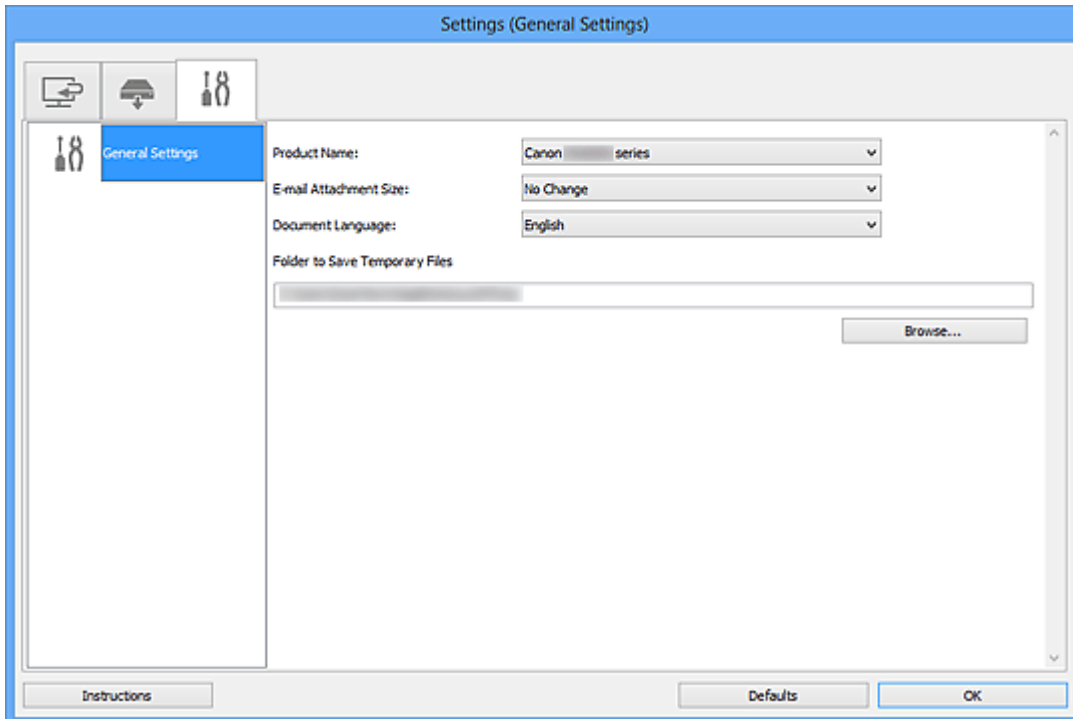 Settings (General Settings)
General Settings
Product Name:
Canon series
E-mail Attachment Size:
No Change
Document Language:
English
Folder to Save Temporary Files
Browse...
Instructions
Defaults
OK